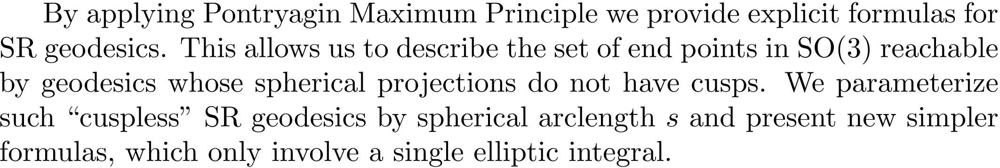 By applying Pontryagin Maximum Principle we provide explicit formulas for
SR geodesics. This allows us to describe the set of end points in SO(3) reachable
by geodesics whose spherical projections do not have cusps. We parameterize
such “cuspless” SR geodesics by spherical arclength s and present new simpler
formulas, which only involve a single elliptic integral.